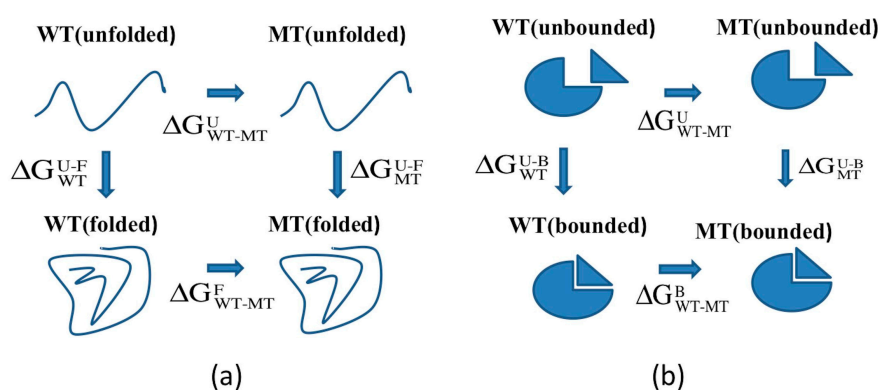 WT(unfolded)
MT(unfolded)
ΔG^U_WT-MT
ΔG^U-F_WT
ΔG^U-F_MT
WT(folded)
MT(folded)
ΔG^F_WT-MT
(a)
WT(unbounded)
MT(unbounded)
ΔG^U_WT-MT
ΔG^U-B_WT
ΔG^U-B_MT
WT(bounded)
MT(bounded)
ΔG^B_WT-MT
(b)